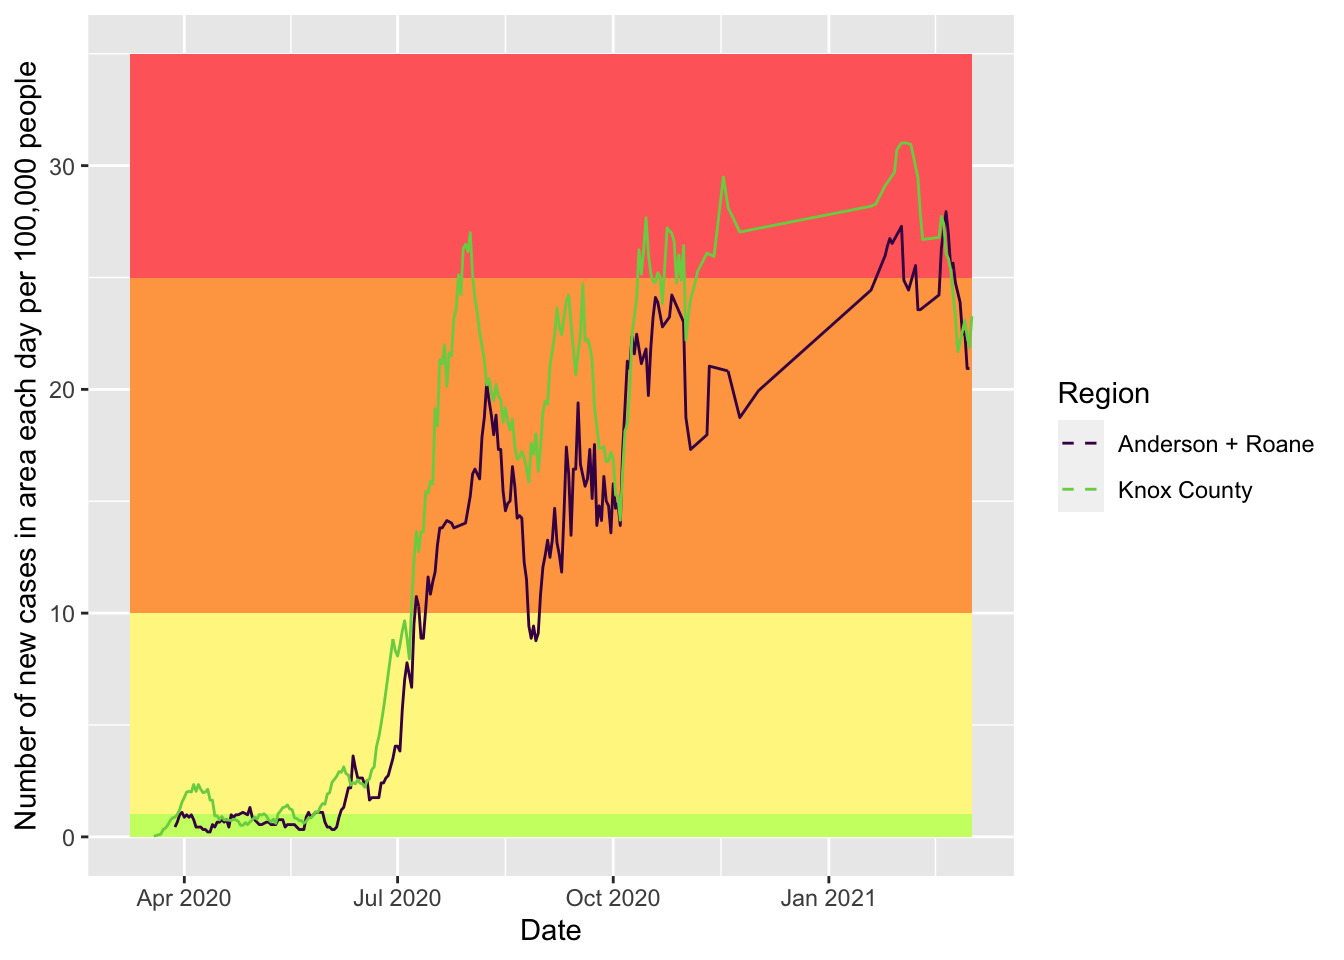 Number of new cases in area each day per 100,000 people
30
20
10
0
Apr 2020
Jul 2020
Oct 2020
Jan 2021
Date
Region
Anderson + Roane
Knox County